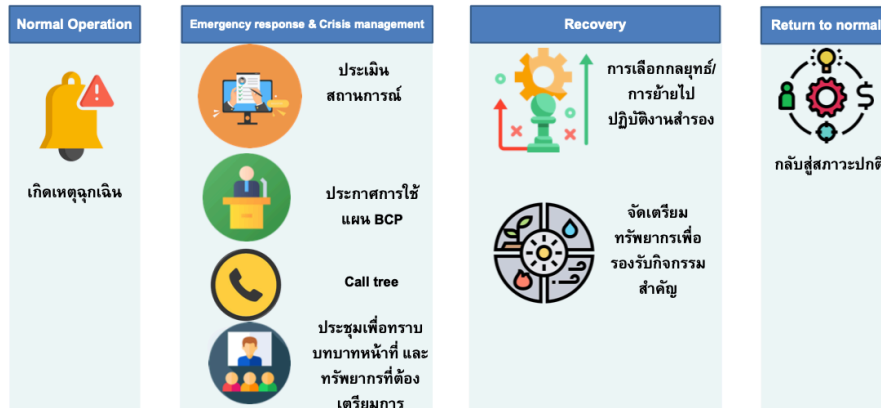 Normal Operation
เกิดเหตุฉุกเฉิน
Emergency response & Crisis management
ประเมิน
สถานการณ์
ประกาศการใช้
แผน BCP
Call tree
ประชุมเพื่อทราบ
บทบาทหน้าที่ และ
ทรัพยากรที่ต้อง
เตรียมการ
Recovery
การเลือกกลยุทธ์/
การย้ายไป
ปฏิบัติงานสำรอง
จัดเตรียม
ทรัพยากรเพื่อ
รองรับกิจกรรม
สำคัญ
Return to normal
กลับสู่สภาวะปกติ